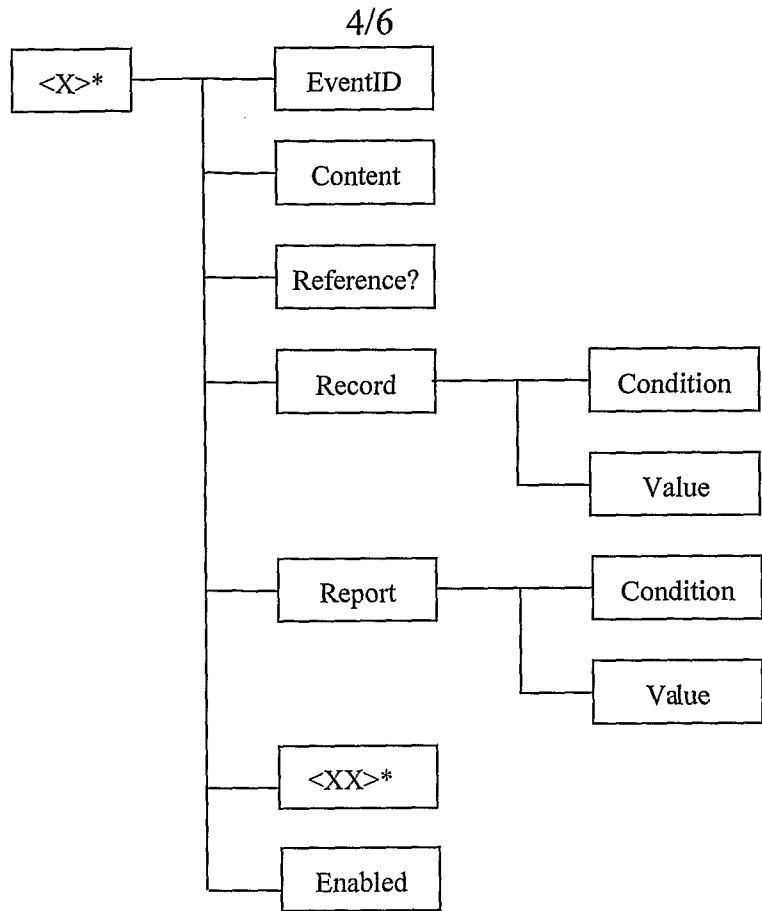 4/6
<X>*
EventID
Content
Reference?
Record
Condition
Value
Report
Condition
Value
<XX>*
Enabled